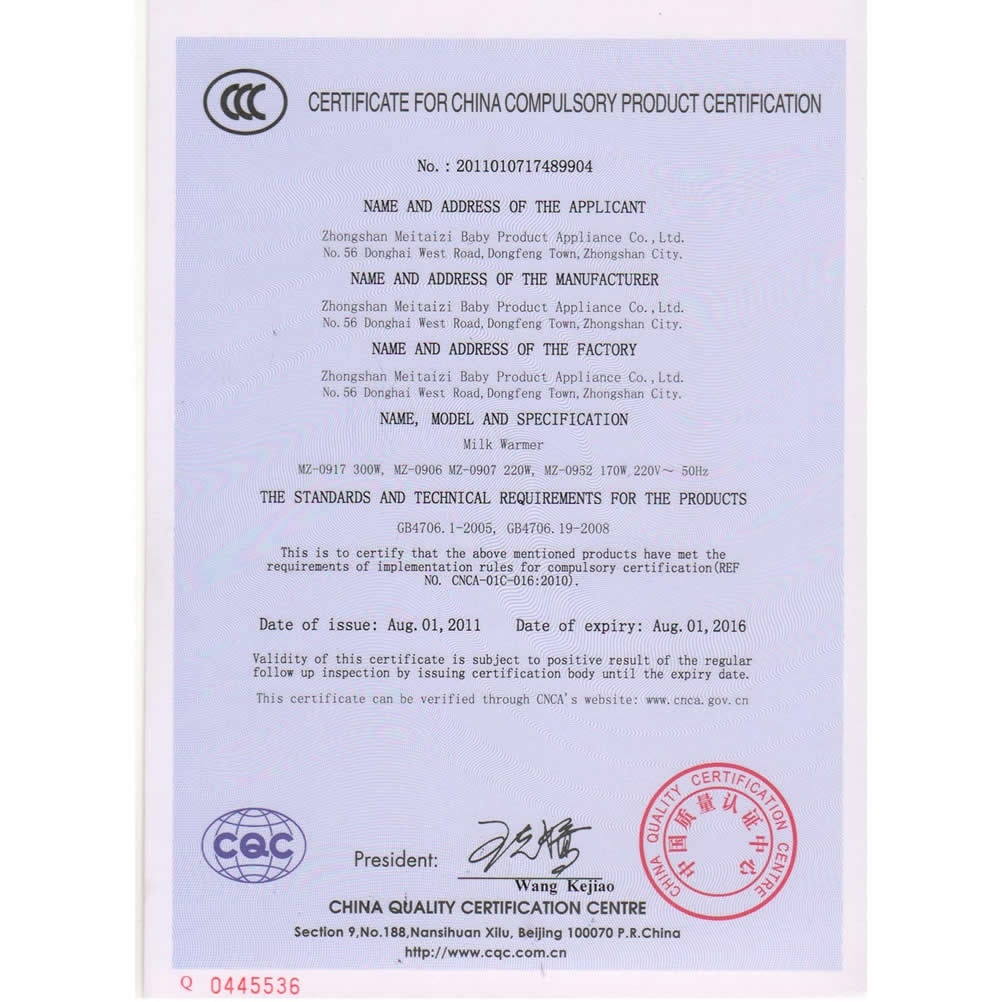 CCC
CERTIFICATE FOR CHINA COMPULSORY PRODUCT CERTIFICATION
No.: 2011010717489904
NAME AND ADDRESS OF THE APPLICANT
Zhongshan Meitaizi Baby Product Appliance Co., Ltd.
No. 56 Donghai West Road, Dongfeng Town, Zhongshan City.
NAME AND ADDRESS OF THE MANUFACTURER
Zhongshan Meitaizi Baby Product Appliance Co., Ltd.
No. 56 Donghai West Road, Dongfeng Town, Zhongshan City.
NAME AND ADDRESS OF THE FACTORY
Zhongshan Meitaizi Baby Product Appliance Co., Ltd.
No. 56 Donghai West Road, Dongfeng Town, Zhongshan City.
NAME, MODEL AND SPECIFICATION
Milk Warmer
MZ-0917 300W, MZ-0906 MZ-0907 220W, MZ-0952 170W 220V～ 50Hz
THE STANDARDS AND TECHNICAL REQUIREMENTS FOR THE PRODUCTS
GB4706.1-2005, GB4706.19-2008
This is to certify that the above mentioned products have met the
requirements of implementation rules for compulsory certification(REF
NO. CNCA-01C-016:2010).
Date of issue: Aug. 01, 2011 Date of expiry: Aug. 01, 2016
Validity of this certificate is subject to positive result of the regular
follow up inspection by issuing certification body until the expiry date.
This certificate can be verified through CNCA's website: www.cnca.gov.cn
CHINA QUALITY CERTIFICATION CENTRE
中国质量认证中心
CQC
President: 王克娇
Wang Kejiao
CHINA QUALITY CERTIFICATION CENTRE
Section 9,No.188,Nansihuan Xilu, Beijing 100070 P.R.China
http://www.cqc.com.cn
Q 0445536